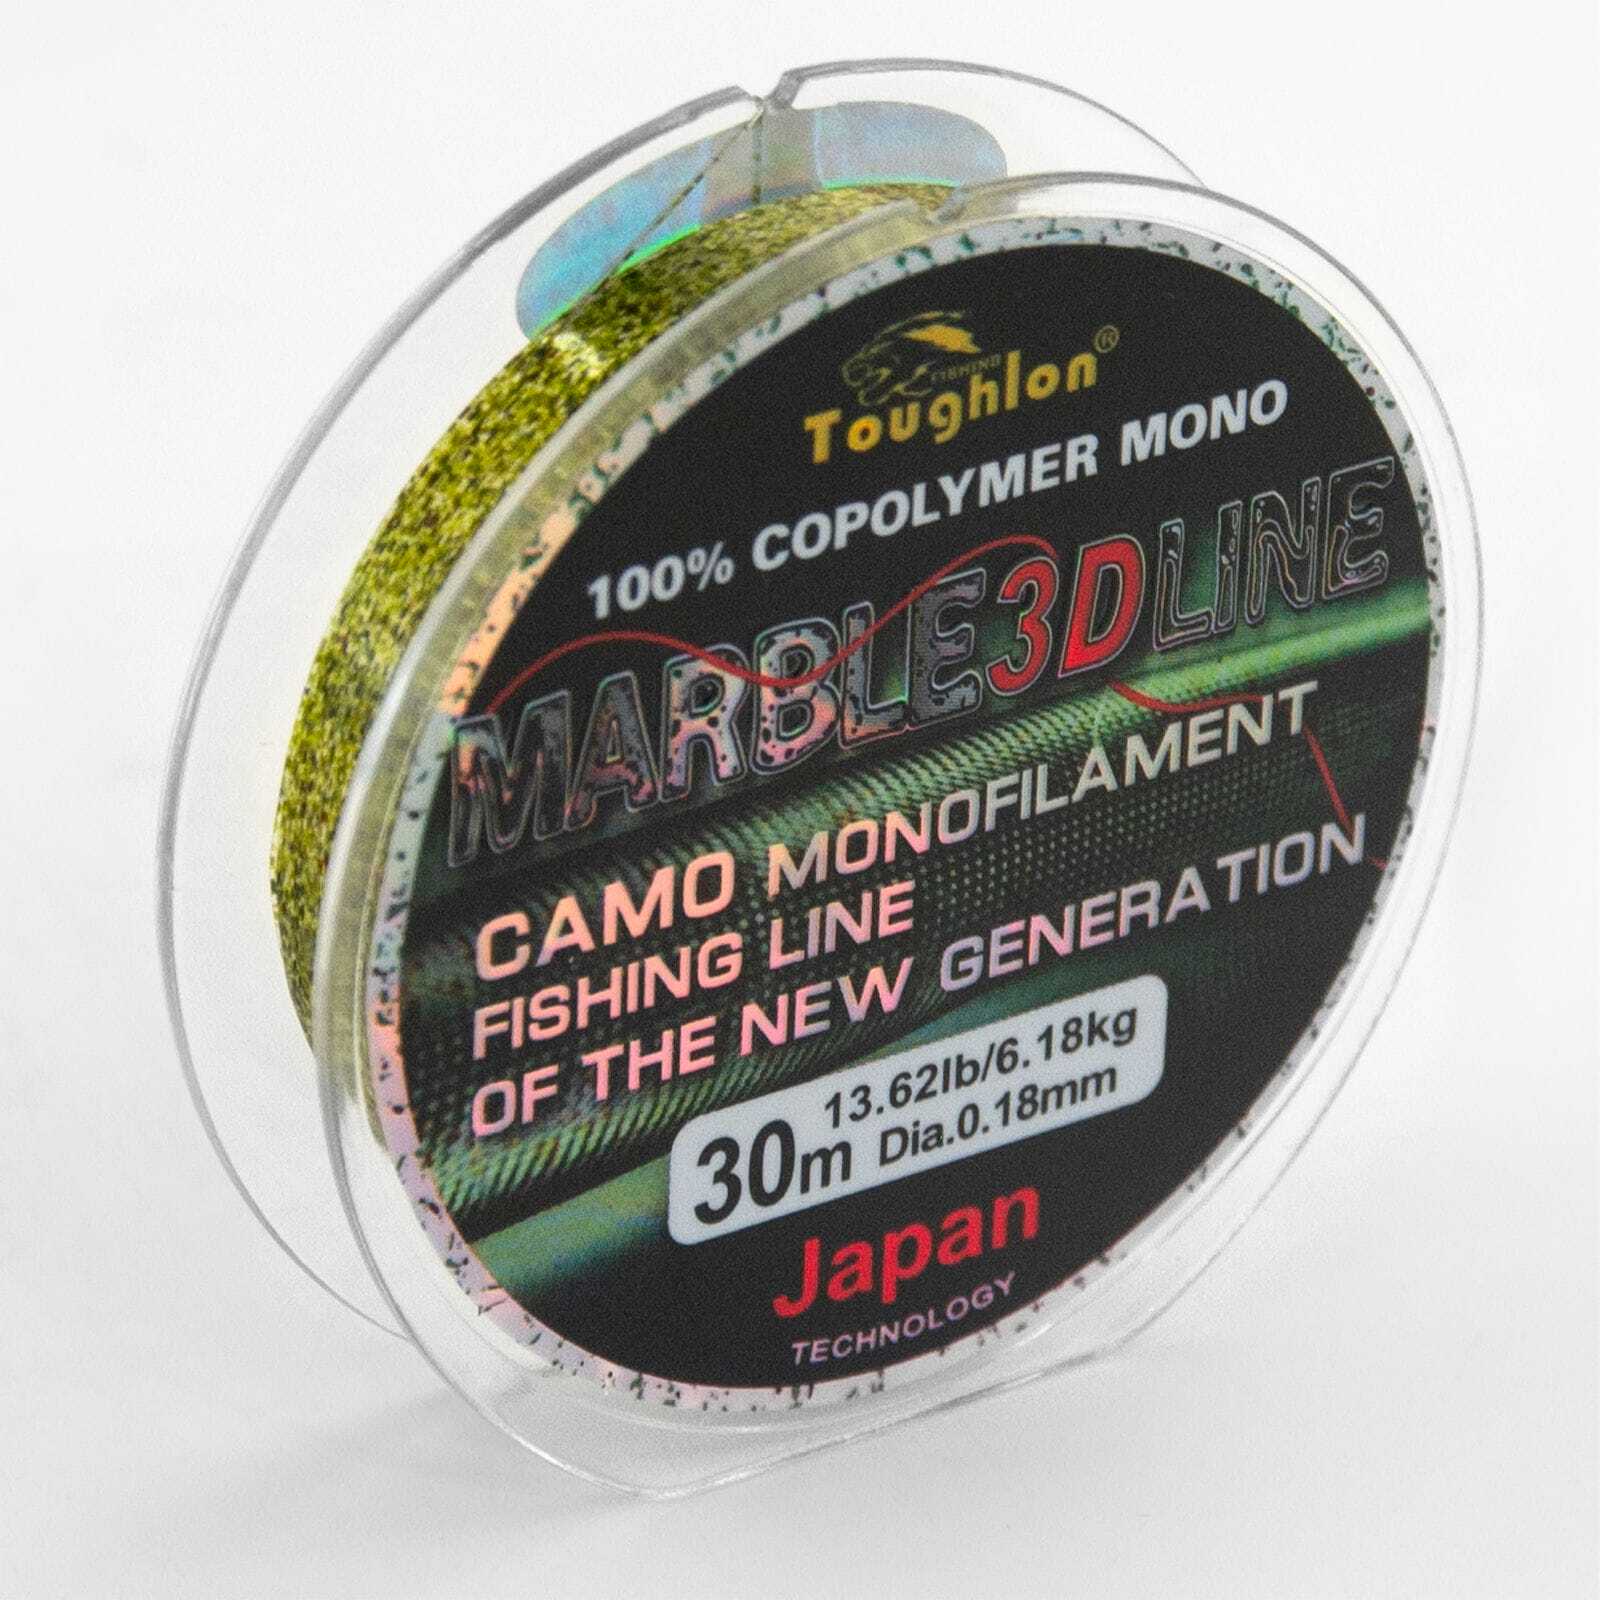 FISHING
Toughlon®
100% COPOLYMER MONO
MARBLE3DLINE
CAMO MONOFILAMENT
FISHING LINE
OF THE NEW GENERATION
30m 13.62lb/6.18kg
Dia.0.18mm
Japan
TECHNOLOGY